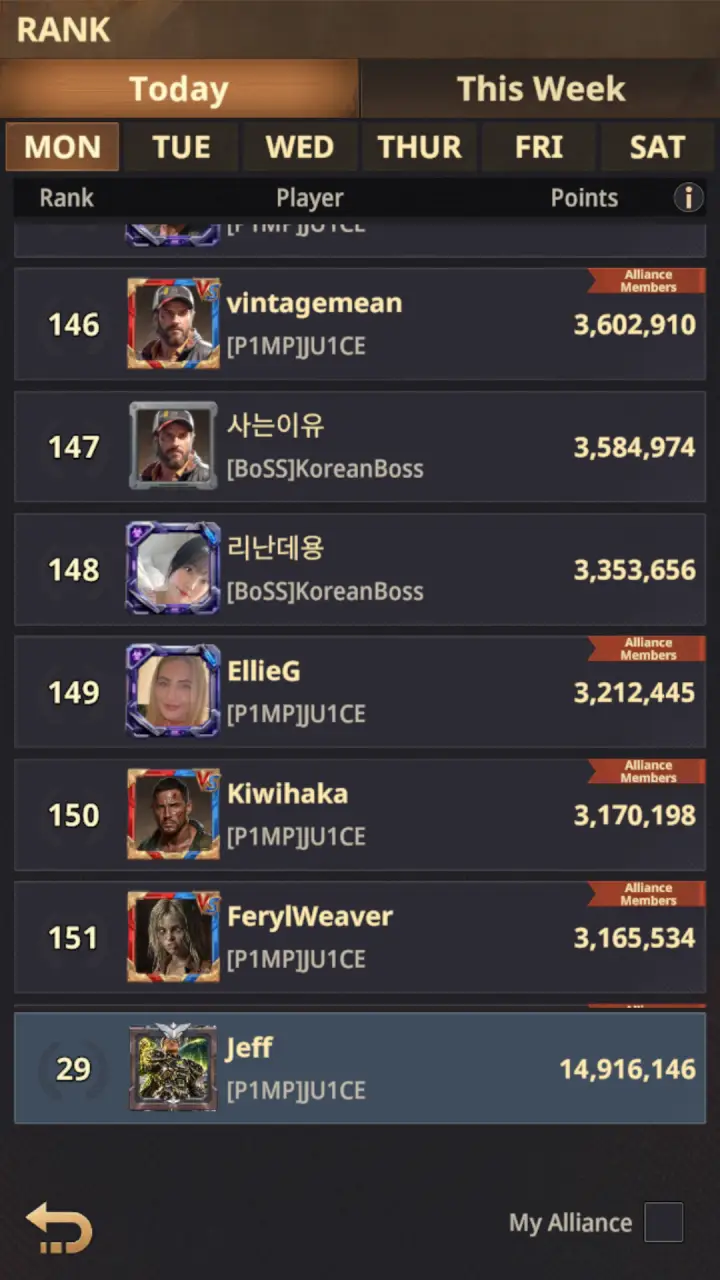 RANK
Today
This Week
MON
TUE
WED
THUR
FRI
SAT
Rank
Player
Points
[P1MP]JU1CE
146
vintagemean
[P1MP]JU1CE
Alliance
Members
3,602,910
147
사는이유
[BoSS]KoreanBoss
3,584,974
148
리난데용
[BoSS]KoreanBoss
3,353,656
149
EllieG
[P1MP]JU1CE
Alliance
Members
3,212,445
150
Kiwihaka
[P1MP]JU1CE
Alliance
Members
3,170,198
151
FerylWeaver
[P1MP]JU1CE
Alliance
Members
3,165,534
29
Jeff
[P1MP]JU1CE
14,916,146
My Alliance